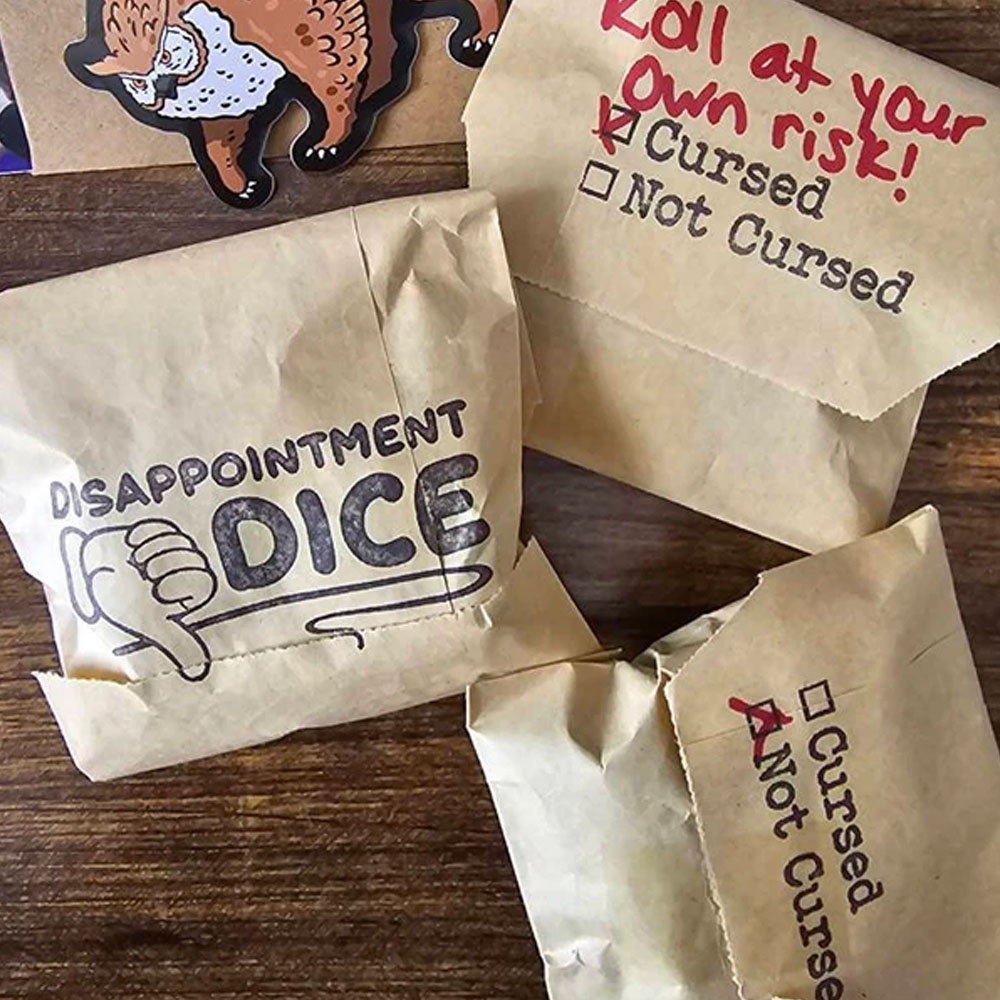 Roll at your
Own risk!
Cursed
Not Cursed
DISAPPOINTMENT
DICE
Cursed
Not Curse